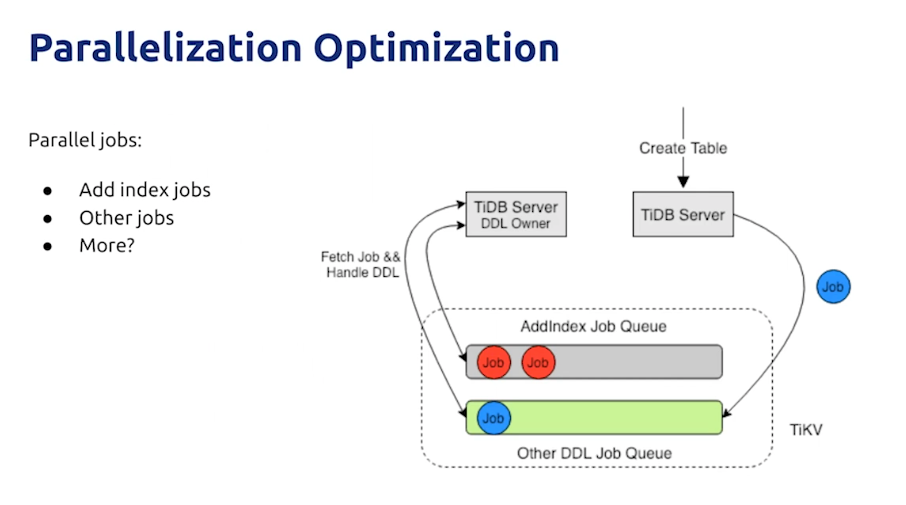 Parallelization Optimization
Parallel jobs:
● Add index jobs
● Other jobs
● More?
Create Table
TiDB Server
DDL Owner
TiDB Server
Fetch Job &&
Handle DDL
Job
AddIndex Job Queue
Job Job
Job
TiKV
Other DDL Job Queue